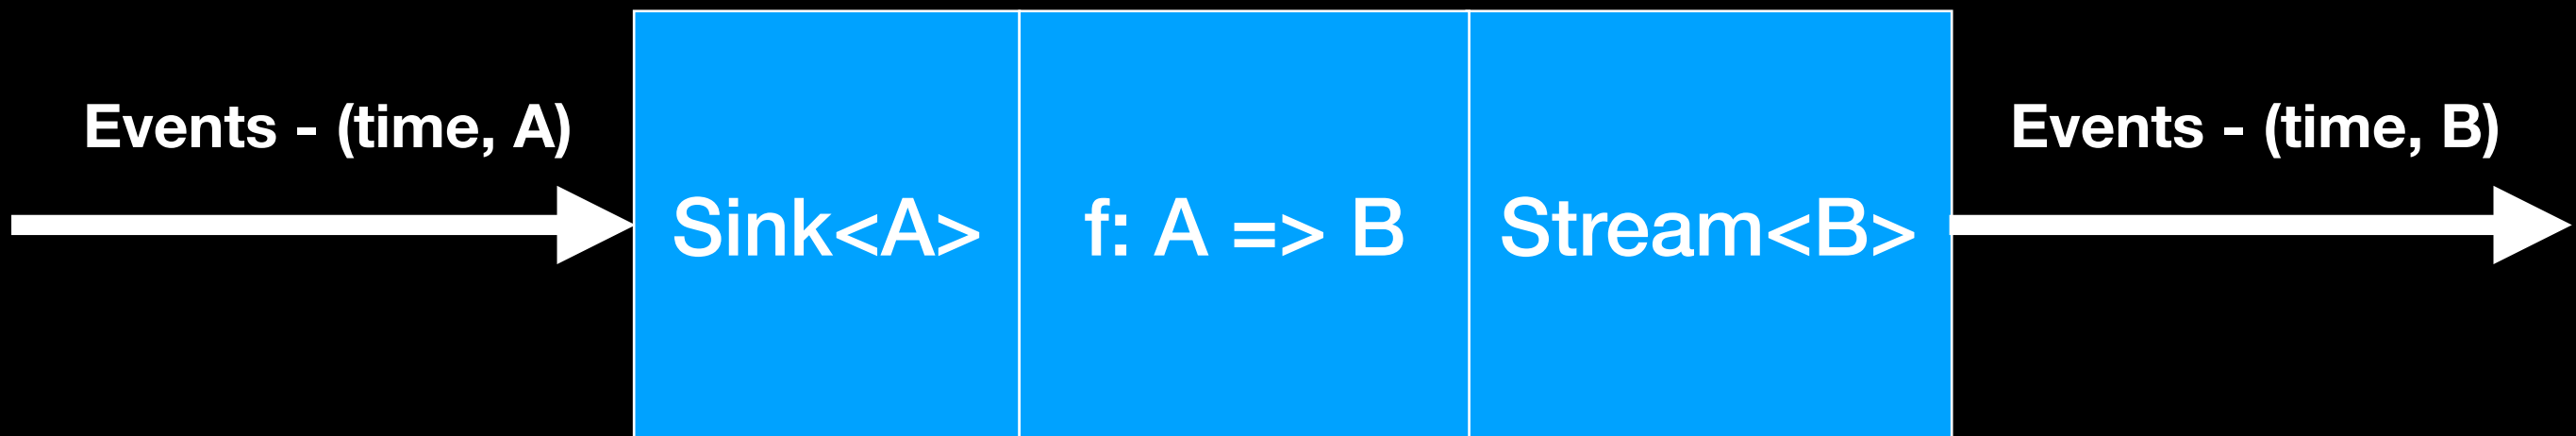 Events - (time, A)
Sink<A>
f: A => B
Stream<B>
Events - (time, B)